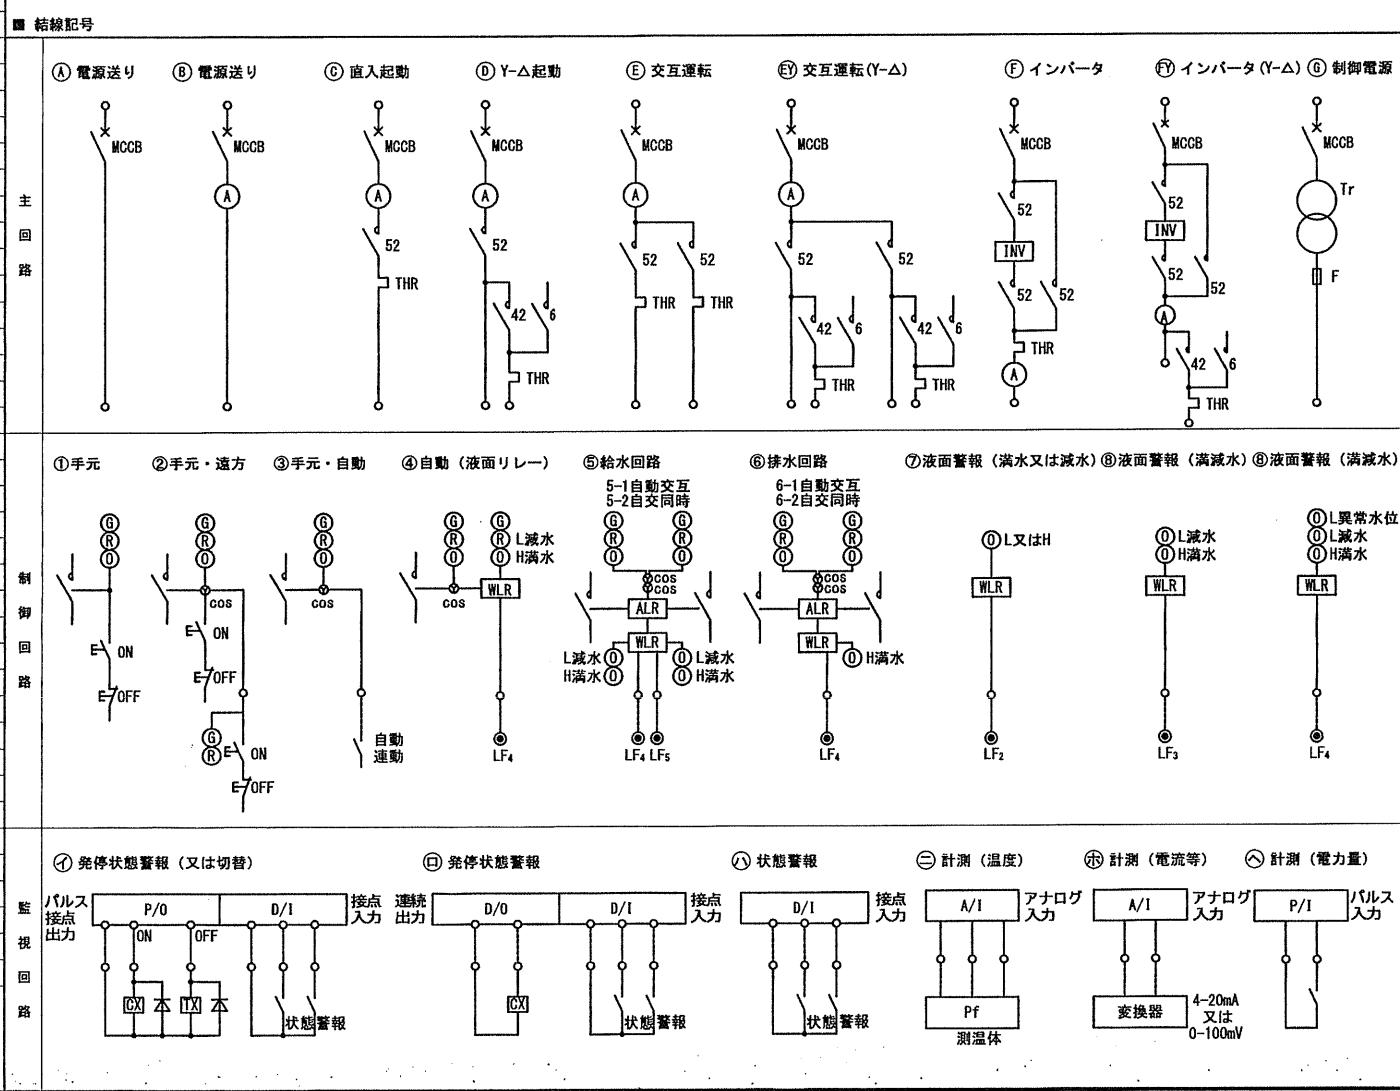 ■ 結線記号
主回路
Ⓐ 電源送り
MCCB
Ⓑ 電源送り
MCCB
A
Ⓒ 直入起動
MCCB
A
52
THR
Ⓓ Y-△起動
MCCB
A
52
42
6
THR
Ⓔ 交互運転
MCCB
A
52
52
THR
THR
EY 交互運転(Y-△)
MCCB
A
52
52
42
6
42
6
THR
THR
Ⓕ インバータ
MCCB
52
INV
52
52
THR
A
FY インバータ(Y-△)
MCCB
52
INV
52
52
A
42
6
THR
Ⓖ 制御電源
MCCB
Tr
F
制御回路
①手元
G
R
O
ON
OFF
②手元・遠方
G
R
O
COS
ON
OFF
G
R
ON
OFF
③手元・自動
G
R
O
COS
自動
連動
④自動(液面リレー)
G
R
O
G
R L減水
O H満水
COS
WLR
LF₄
⑤給水回路
5-1自動交互
5-2自交同時
G
R
O
G
R
O
COS
COS
ALR
WLR
L減水 O
H満水 O
O L減水
O H満水
LF₄ LF₅
⑥排水回路
6-1自動交互
6-2自交同時
G
R
O
G
R
O
COS
COS
ALR
WLR
O H満水
LF₄
⑦液面警報(満水又は減水)
O L又はH
WLR
LF₂
⑧液面警報(満減水)
O L減水
O H満水
WLR
LF₃
⑧液面警報(満減水)
O L異常水位
O L減水
O H満水
WLR
LF₄
監視回路
㋑ 発停状態警報(又は切替)
パルス
接点
出力
P/O
D/I
接点
入力
ON
OFF
CX
TX
状態
警報
㋺ 発停状態警報
連続
出力
D/O
D/I
接点
入力
CX
状態
警報
㋩ 状態警報
D/I
接点
入力
状態
警報
㋥ 計測(温度)
A/I
アナログ
入力
Pf
測温体
㋭ 計測(電流等)
A/I
アナログ
入力
変換器
4-20mA
又は
0-100mV
㋬ 計測(電力量)
P/I
パルス
入力